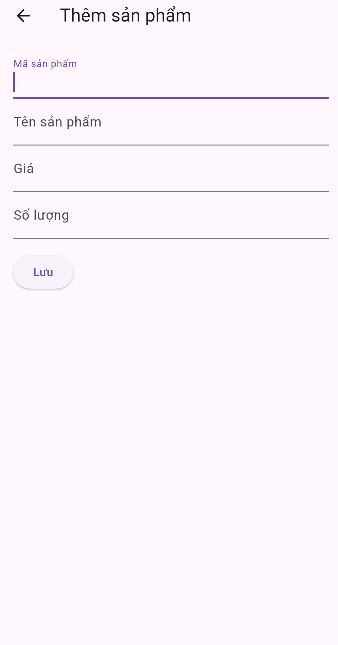 Thêm sản phẩm
Mã sản phẩm
Tên sản phẩm
Giá
Số lượng
Lưu